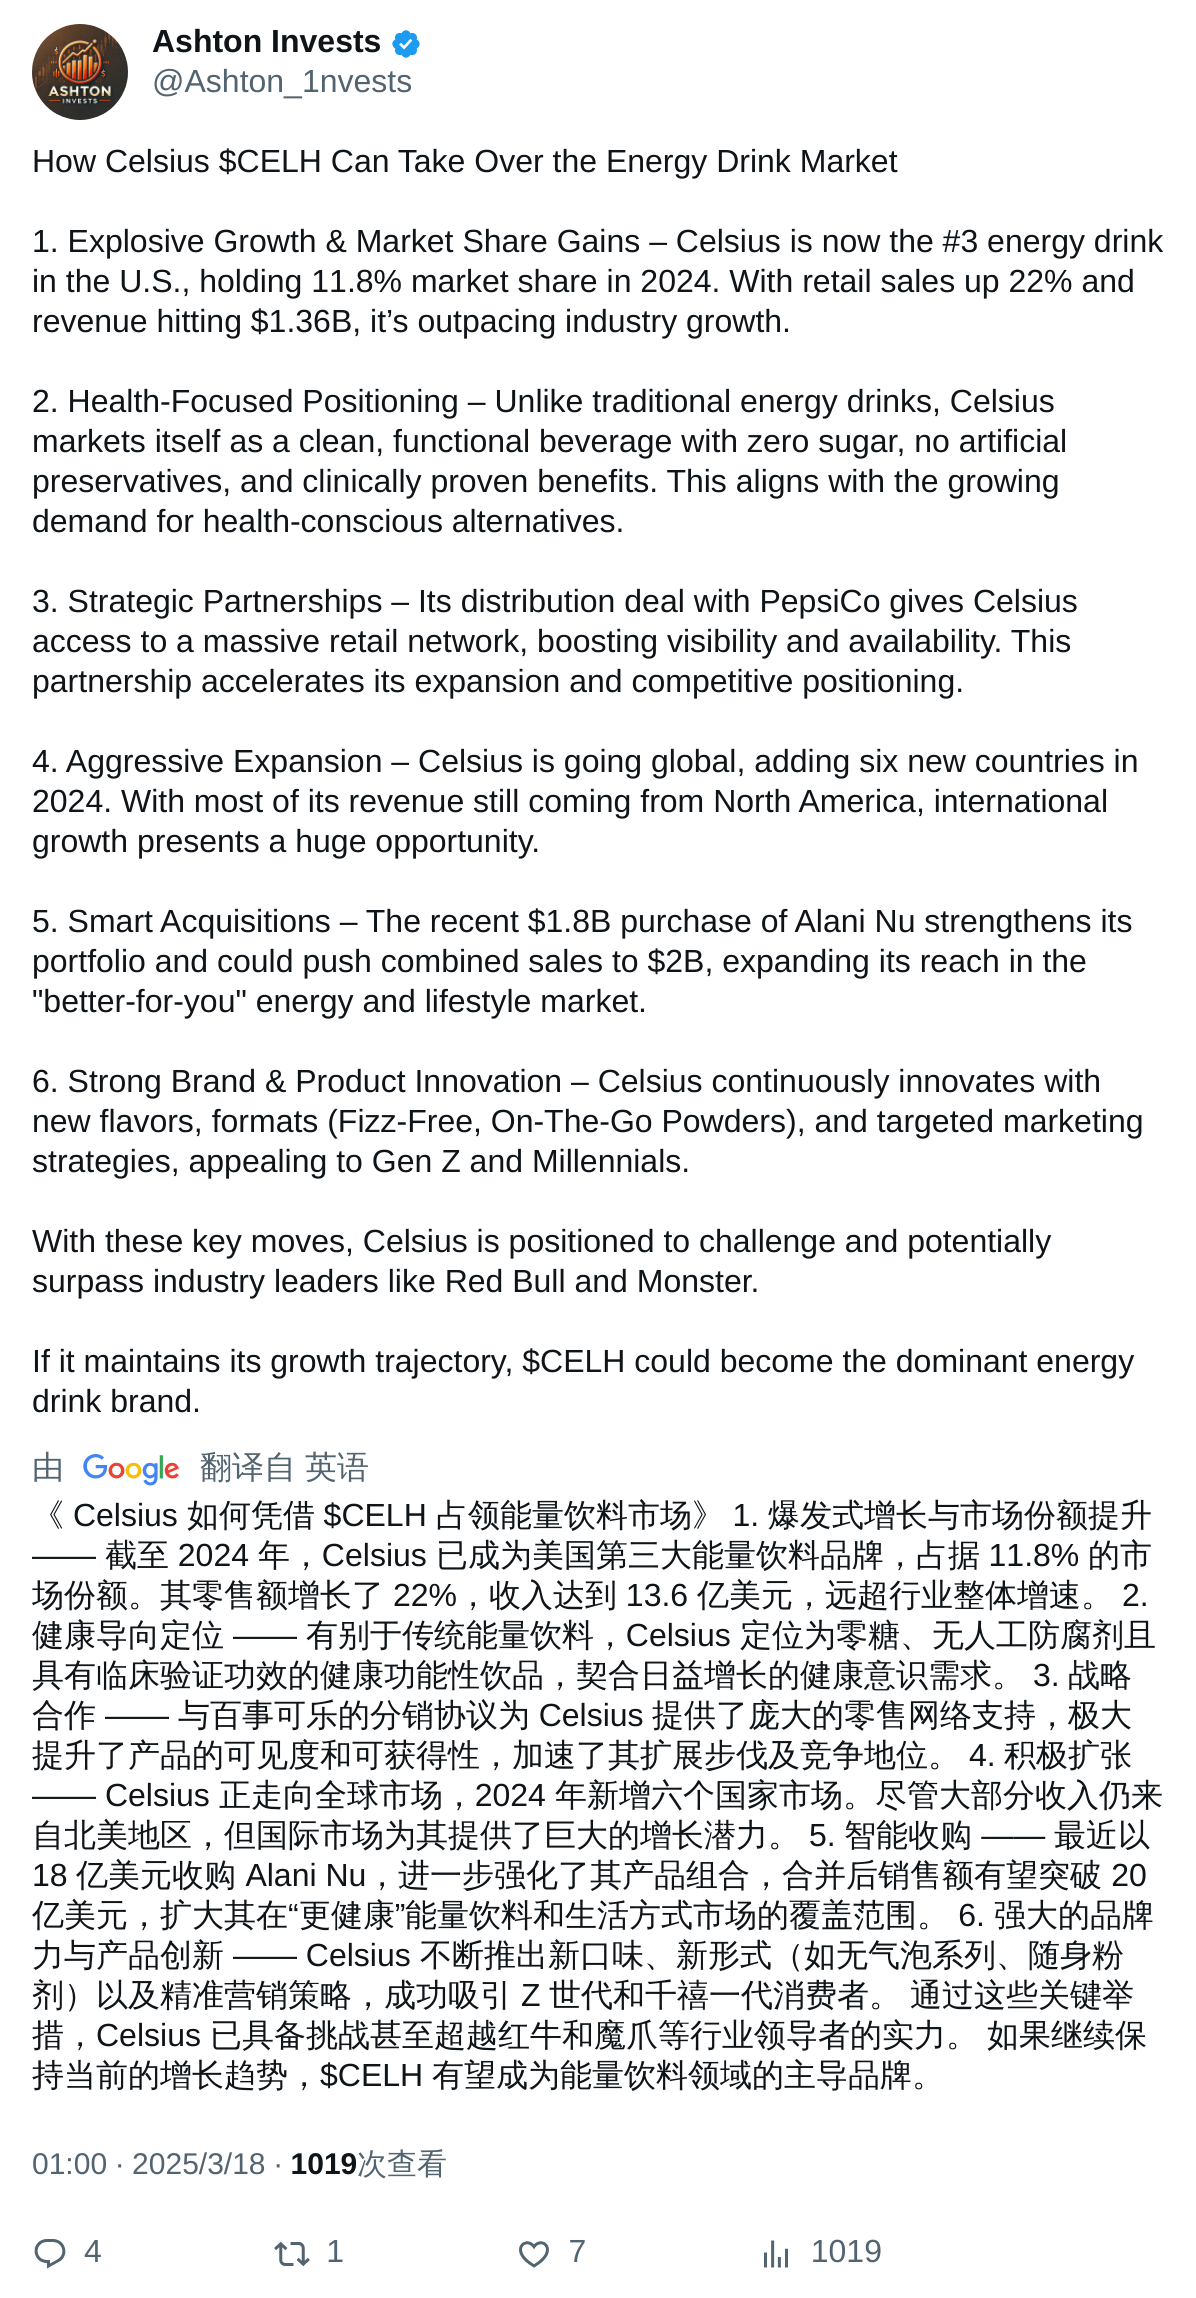 ASHTON
INVESTS
Ashton Invests
@Ashton_1nvests
How Celsius $CELH Can Take Over the Energy Drink Market
1. Explosive Growth & Market Share Gains – Celsius is now the #3 energy drink
in the U.S., holding 11.8% market share in 2024. With retail sales up 22% and
revenue hitting $1.36B, it’s outpacing industry growth.
2. Health-Focused Positioning – Unlike traditional energy drinks, Celsius
markets itself as a clean, functional beverage with zero sugar, no artificial
preservatives, and clinically proven benefits. This aligns with the growing
demand for health-conscious alternatives.
3. Strategic Partnerships – Its distribution deal with PepsiCo gives Celsius
access to a massive retail network, boosting visibility and availability. This
partnership accelerates its expansion and competitive positioning.
4. Aggressive Expansion – Celsius is going global, adding six new countries in
2024. With most of its revenue still coming from North America, international
growth presents a huge opportunity.
5. Smart Acquisitions – The recent $1.8B purchase of Alani Nu strengthens its
portfolio and could push combined sales to $2B, expanding its reach in the
"better-for-you" energy and lifestyle market.
6. Strong Brand & Product Innovation – Celsius continuously innovates with
new flavors, formats (Fizz-Free, On-The-Go Powders), and targeted marketing
strategies, appealing to Gen Z and Millennials.
With these key moves, Celsius is positioned to challenge and potentially
surpass industry leaders like Red Bull and Monster.
If it maintains its growth trajectory, $CELH could become the dominant energy
drink brand.
由 Google 翻译自 英语
《 Celsius 如何凭借 $CELH 占领能量饮料市场》 1. 爆发式增长与市场份额提升
—— 截至 2024 年，Celsius 已成为美国第三大能量饮料品牌，占据 11.8% 的市
场份额。其零售额增长了 22%，收入达到 13.6 亿美元，远超行业整体增速。 2.
健康导向定位 —— 有别于传统能量饮料，Celsius 定位为零糖、无人工防腐剂且
具有临床验证功效的健康功能性饮品，契合日益增长的健康意识需求。 3. 战略
合作 —— 与百事可乐的分销协议为 Celsius 提供了庞大的零售网络支持，极大
提升了产品的可见度和可获得性，加速了其扩展步伐及竞争地位。 4. 积极扩张
—— Celsius 正走向全球市场，2024 年新增六个国家市场。尽管大部分收入仍来
自北美地区，但国际市场为其提供了巨大的增长潜力。 5. 智能收购 —— 最近以
18 亿美元收购 Alani Nu，进一步强化了其产品组合，合并后销售额有望突破 20
亿美元，扩大其在“更健康”能量饮料和生活方式市场的覆盖范围。 6. 强大的品牌
力与产品创新 —— Celsius 不断推出新口味、新形式（如无气泡系列、随身粉
剂）以及精准营销策略，成功吸引 Z 世代和千禧一代消费者。 通过这些关键举
措，Celsius 已具备挑战甚至超越红牛和魔爪等行业领导者的实力。 如果继续保
持当前的增长趋势，$CELH 有望成为能量饮料领域的主导品牌。
01:00 · 2025/3/18 · 1019次查看
4 1 7 1019